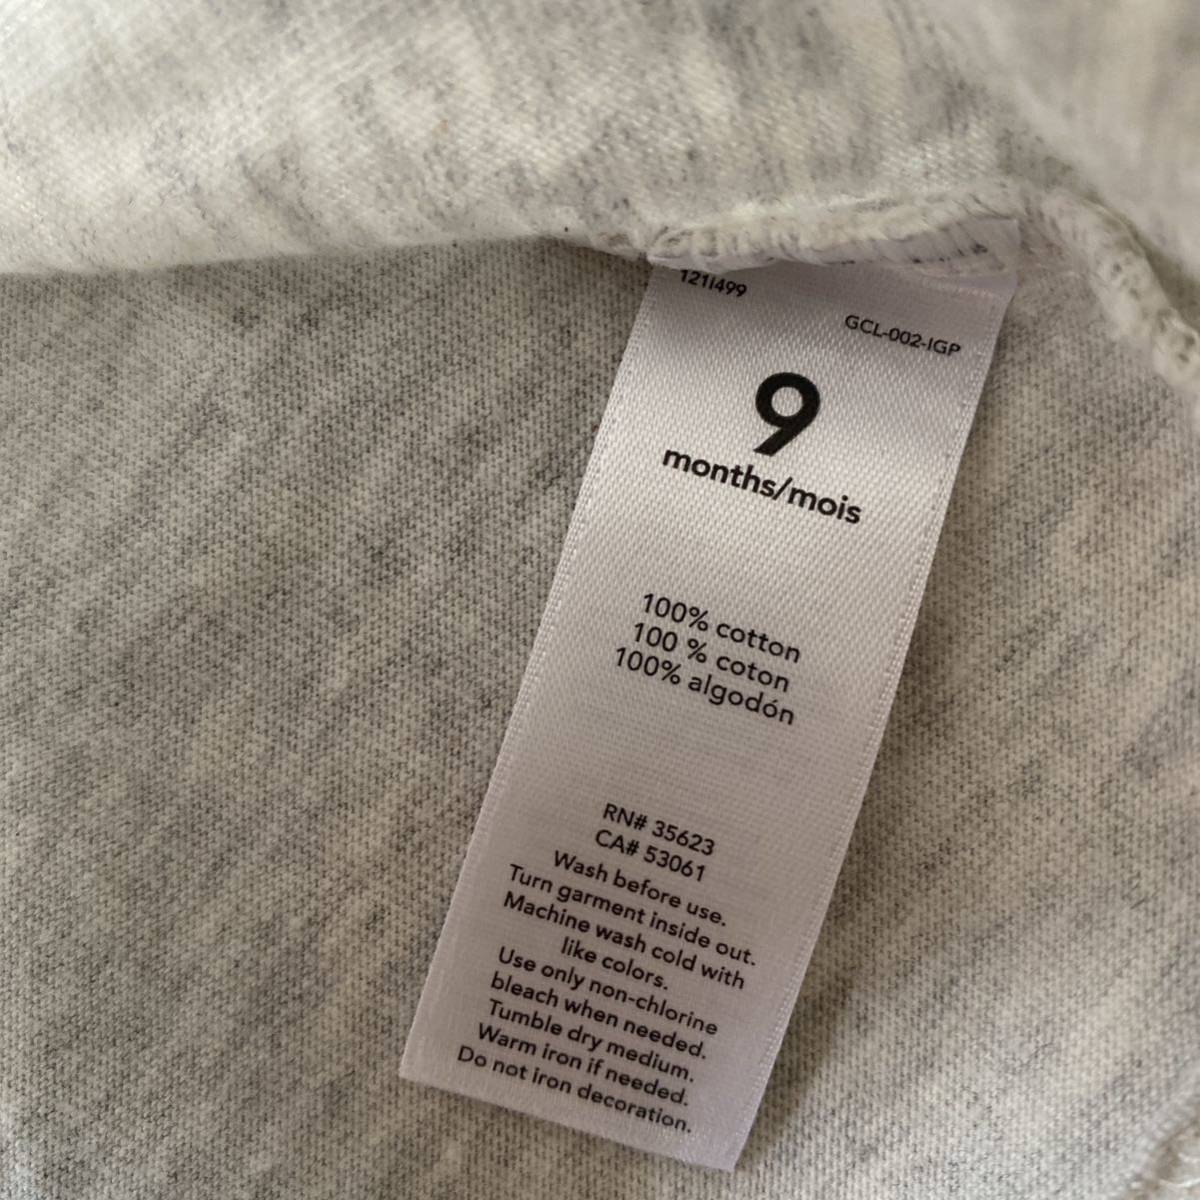 121I499
GCL-002-IGP
9
months/mois
100% cotton
100 % coton
100% algodón
RN# 35623
CA# 53061
Wash before use.
Turn garment inside out.
Machine wash cold with
like colors.
Use only non-chlorine
bleach when needed.
Tumble dry medium.
Warm iron if needed.
Do not iron decoration.